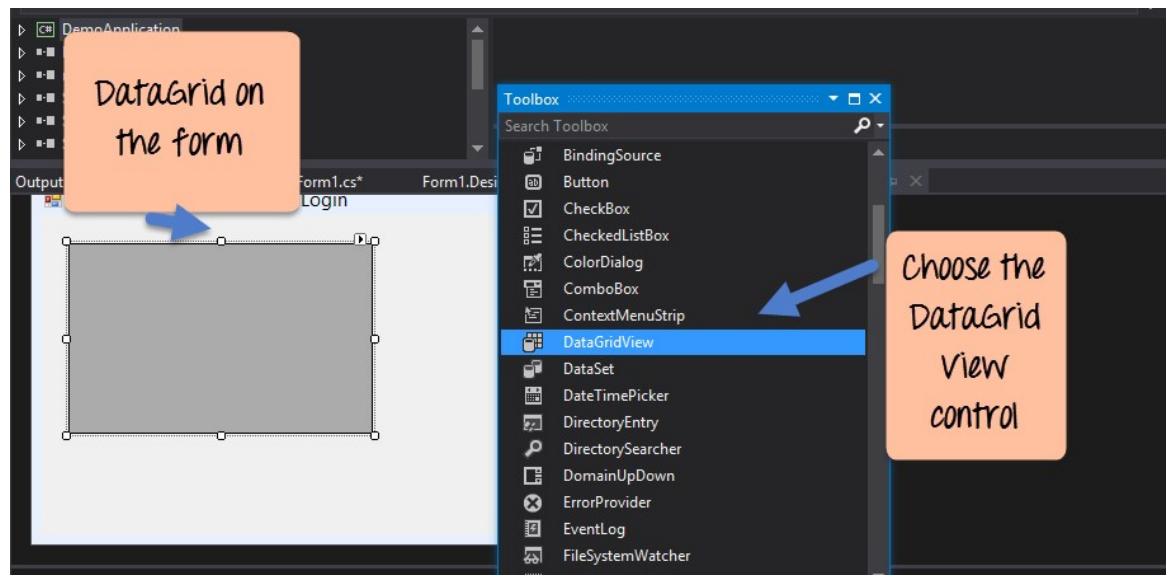 DemoApplication
DataGrid on
the form
Output
Form1.cs*
Form1.Desi
Login
Toolbox
Search Toolbox
BindingSource
Button
CheckBox
CheckedListBox
ColorDialog
ComboBox
ContextMenuStrip
DataGridView
DataSet
DateTimePicker
DirectoryEntry
DirectorySearcher
DomainUpDown
ErrorProvider
EventLog
FileSystemWatcher
Choose the
DataGrid
View
control